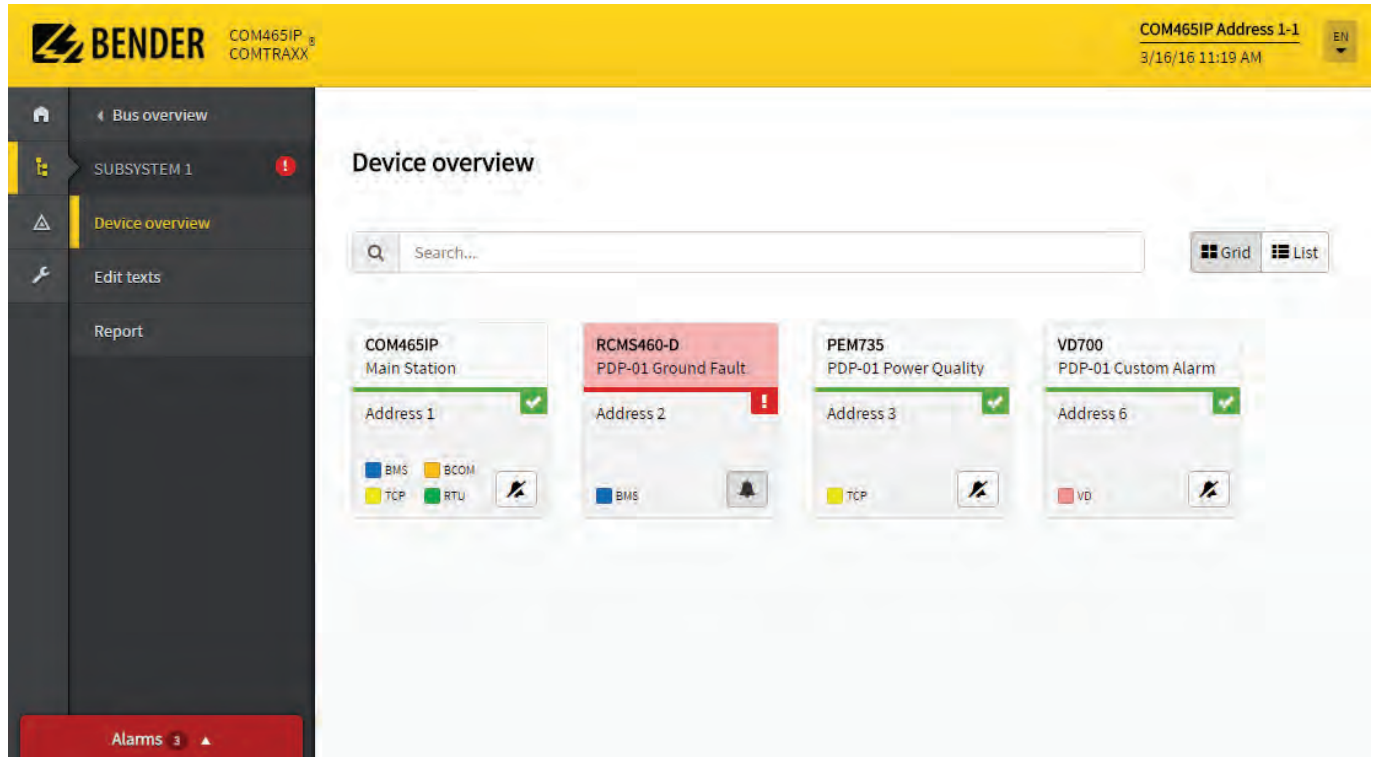 BENDER
COM465IP
COMTRAXX®
COM465IP Address 1-1
3/16/16 11:19 AM
EN
Bus overview
SUBSYSTEM 1
Device overview
Edit texts
Report
Alarms 3
Device overview
Search...
Grid
List
COM465IP
Main Station
Address 1
BMS BCOM
TCP RTU
RCMS460-D
PDP-01 Ground Fault
Address 2
BMS
PEM735
PDP-01 Power Quality
Address 3
TCP
VD700
PDP-01 Custom Alarm
Address 6
VD